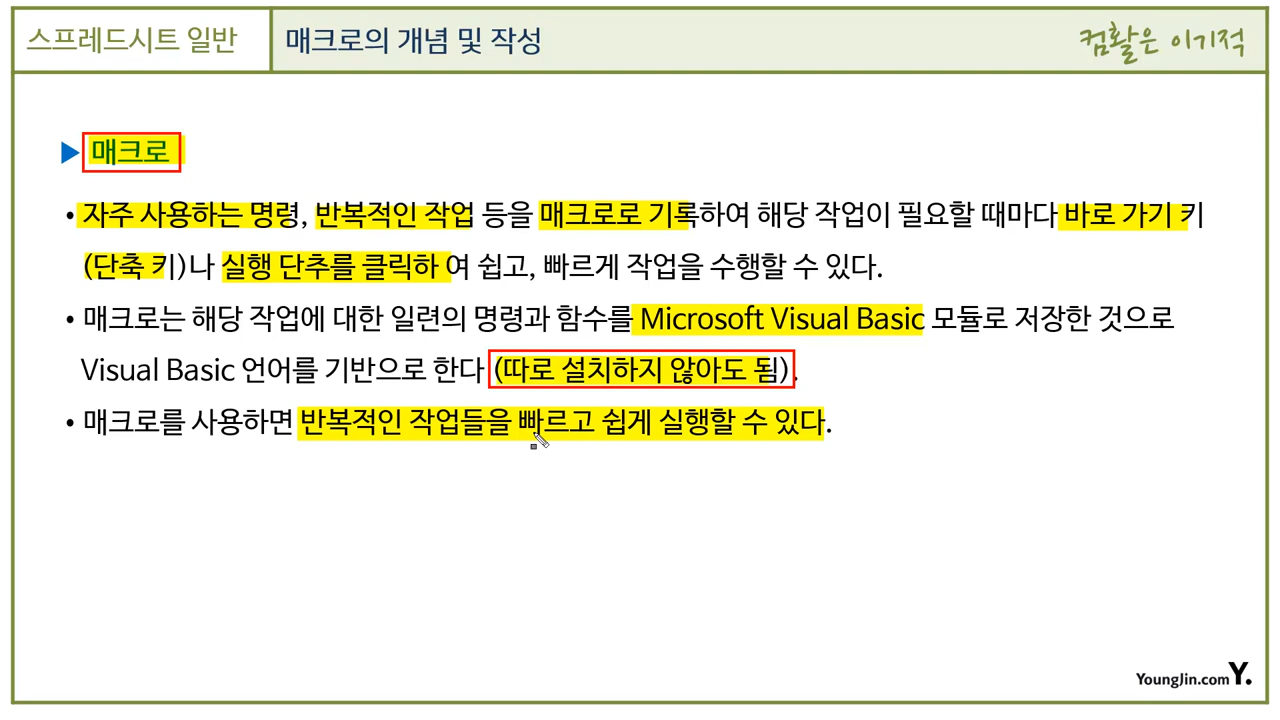 스프레드시트 일반
매크로의 개념 및 작성
컴활은 이기적
▶ 매크로
• 자주 사용하는 명령, 반복적인 작업 등을 매크로로 기록하여 해당 작업이 필요할 때마다 바로 가기 키
(단축 키)나 실행 단추를 클릭하 여 쉽고, 빠르게 작업을 수행할 수 있다.
• 매크로는 해당 작업에 대한 일련의 명령과 함수를 Microsoft Visual Basic 모듈로 저장한 것으로
Visual Basic 언어를 기반으로 한다 (따로 설치하지 않아도 됨).
• 매크로를 사용하면 반복적인 작업들을 빠르고 쉽게 실행할 수 있다.
YoungJin.com Y.